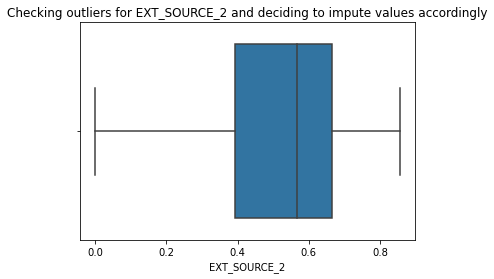 Checking outliers for EXT_SOURCE_2 and deciding to impute values accordingly
0.0 0.2 0.4 0.6 0.8
EXT_SOURCE_2